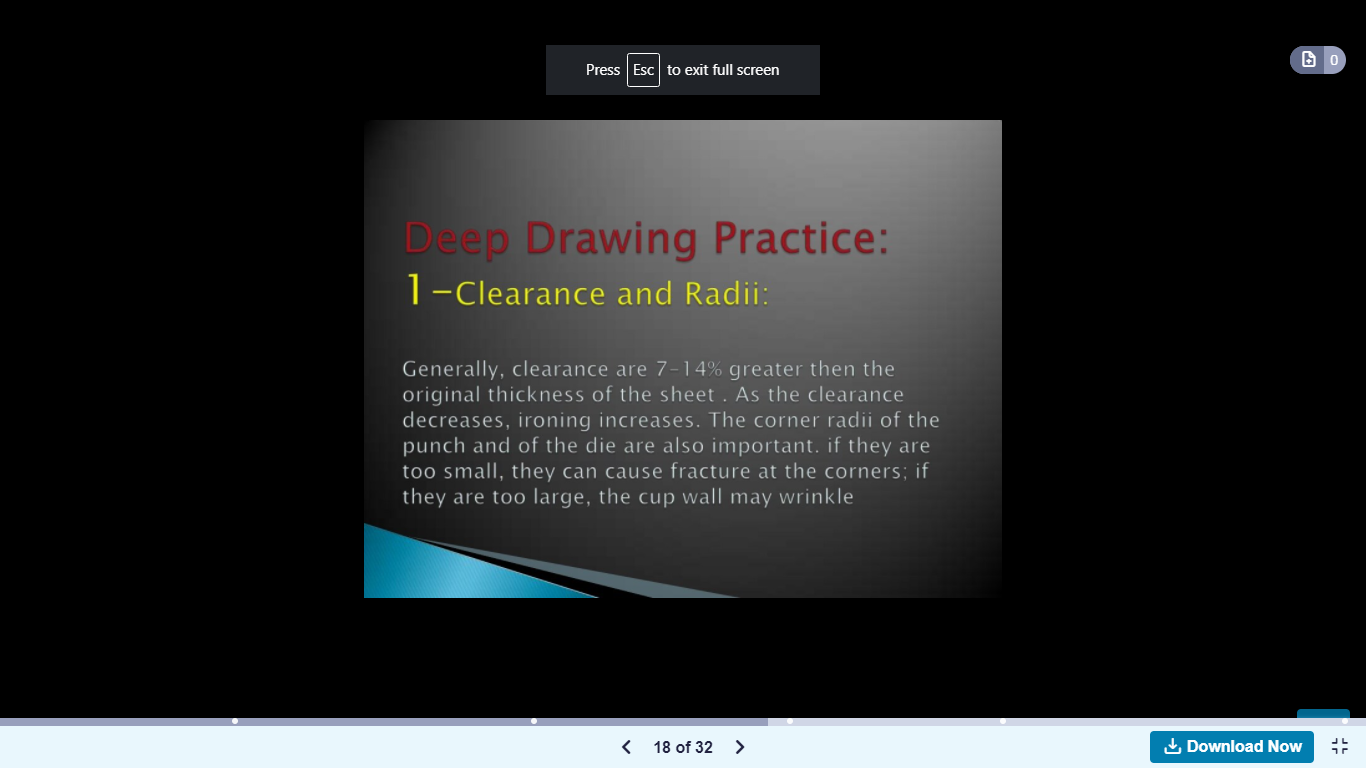 Press Esc to exit full screen
0
Deep Drawing Practice:
1-Clearance and Radii:
Generally, clearance are 7-14% greater then the
original thickness of the sheet . As the clearance
decreases, ironing increases. The corner radii of the
punch and of the die are also important. if they are
too small, they can cause fracture at the corners; if
they are too large, the cup wall may wrinkle
18 of 32
Download Now